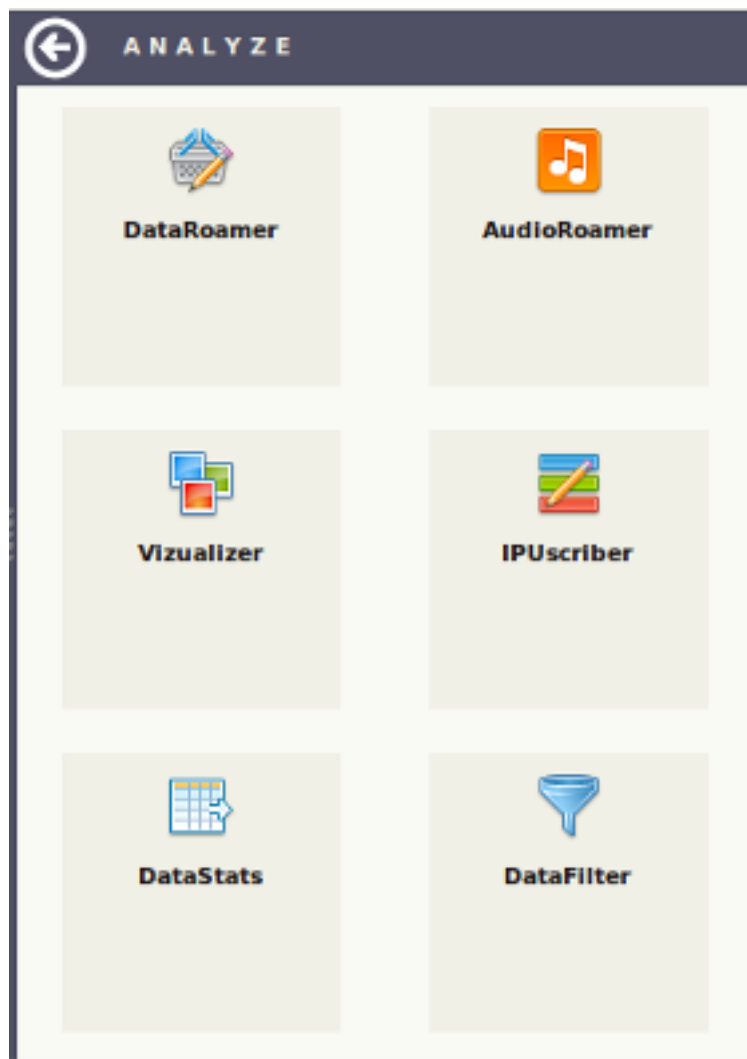 ANALYZE
DataRoamer
AudioRoamer
Vizualizer
IPUscriber
DataStats
DataFilter